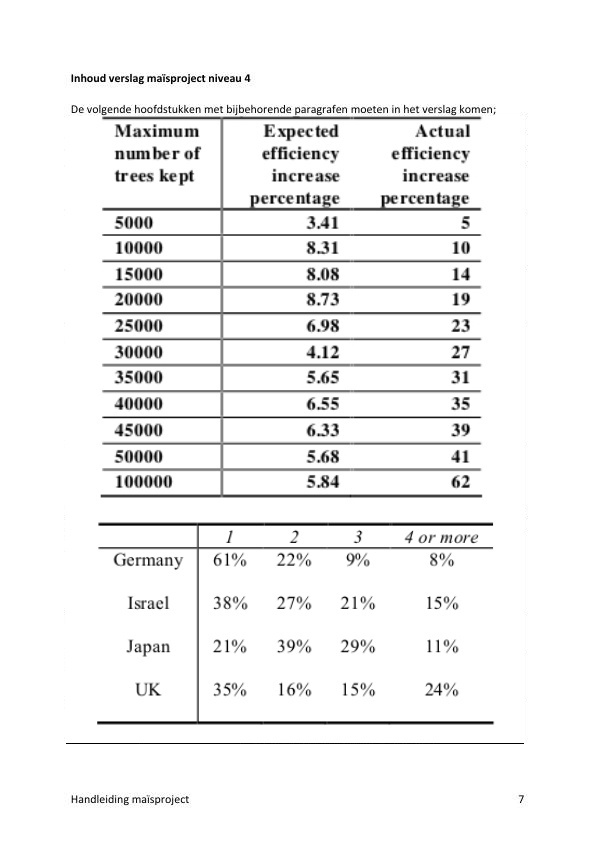 Inhoud verslag maïsproject niveau 4
De volgende hoofdstukken met bijbehorende paragrafen moeten in het verslag komen;
Maximum number of trees kept Expected efficiency increase percentage Actual efficiency increase percentage
5000 3.41 5
10000 8.31 10
15000 8.08 14
20000 8.73 19
25000 6.98 23
30000 4.12 27
35000 5.65 31
40000 6.55 35
45000 6.33 39
50000 5.68 41
100000 5.84 62
1 2 3 4 or more
Germany 61% 22% 9% 8%
Israel 38% 27% 21% 15%
Japan 21% 39% 29% 11%
UK 35% 16% 15% 24%
Handleiding maïsproject 7